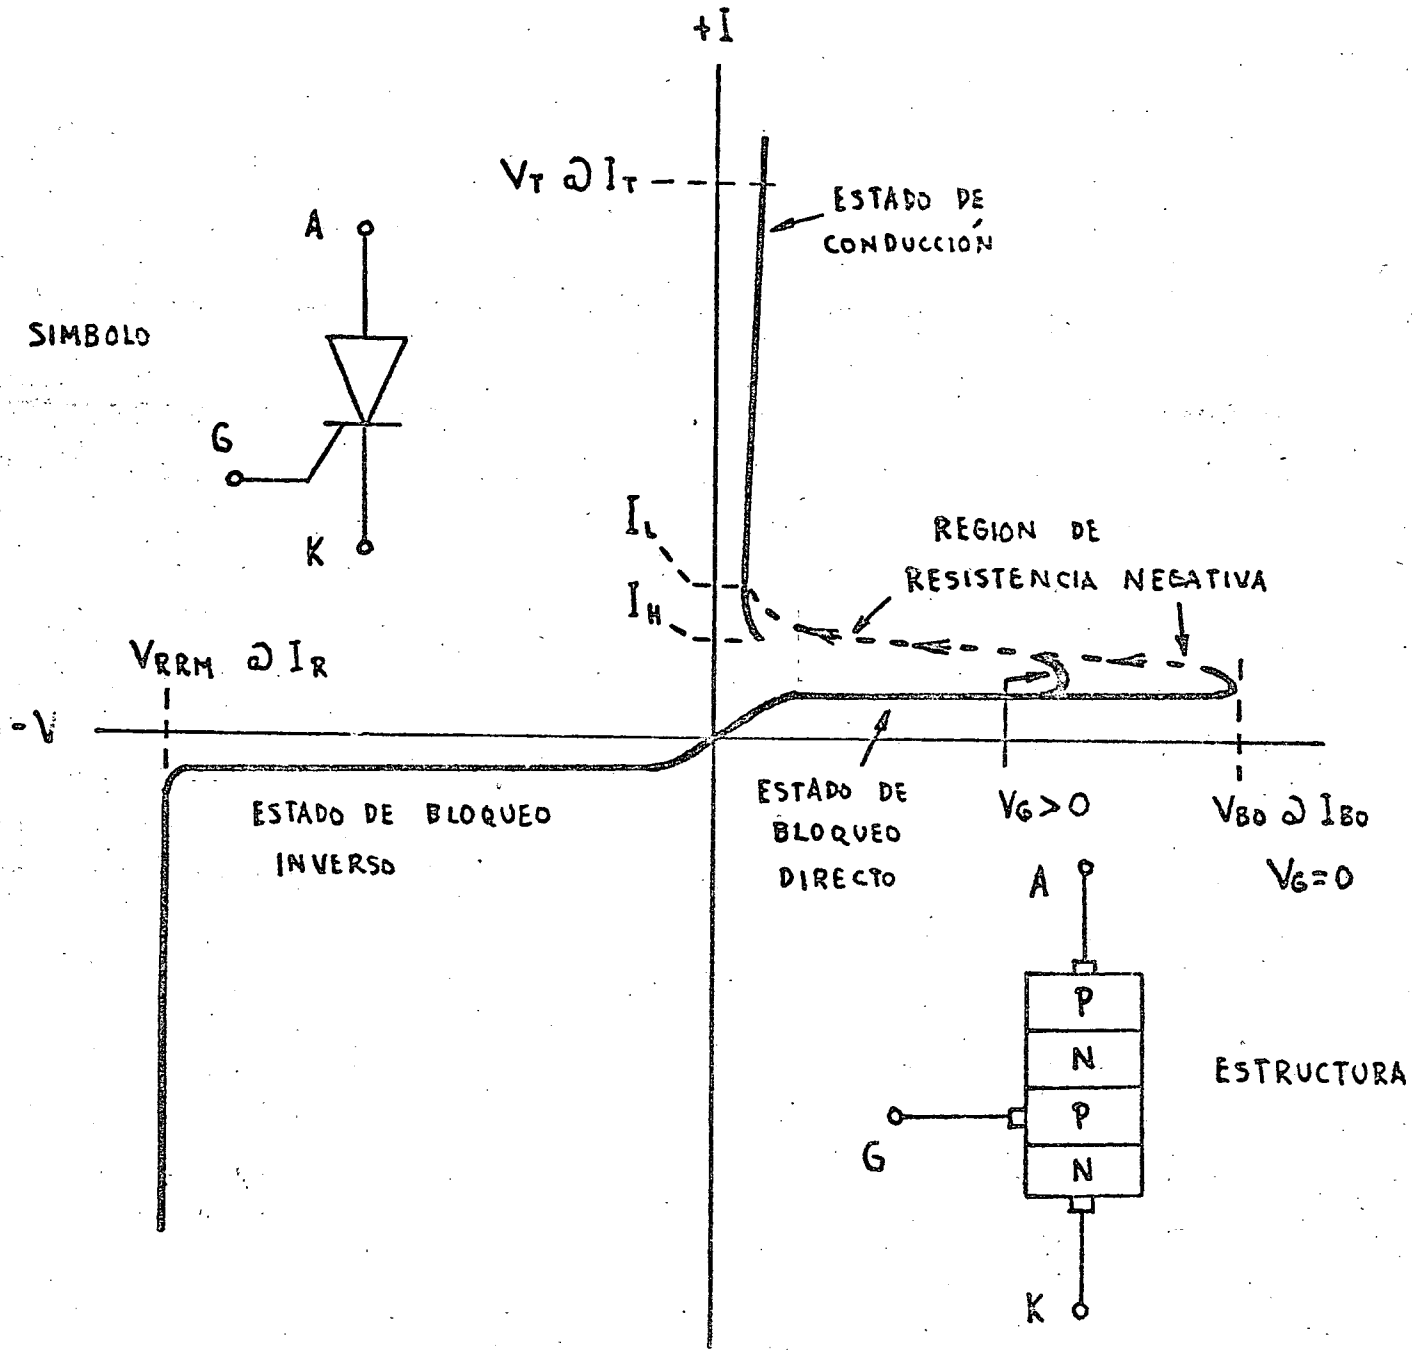 +I
VT @ IT
ESTADO DE
CONDUCCIÓN
A
SIMBOLO
G
K
IL
IH
REGION DE
RESISTENCIA NEGATIVA
VRRM @ IR
-V
ESTADO DE BLOQUEO
INVERSO
ESTADO DE
BLOQUEO
DIRECTO
VG>0
VBO @ IBO
VG=0
A
P
N
P
N
G
K
ESTRUCTURA